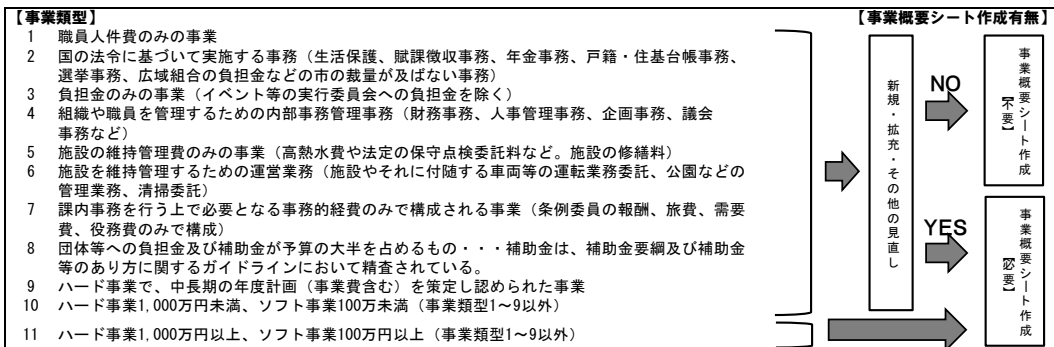 【事業類型】
【事業概要シート作成有無】
1 職員人件費のみの事業
2 国の法令に基づいて実施する事務（生活保護、賦課徴収事務、年金事務、戸籍・住基台帳事務、
選挙事務、広域組合の負担金などの市の裁量が及ばない事務）
3 負担金のみの事業（イベント等の実行委員会への負担金を除く）
4 組織や職員を管理するための内部事務管理事務（財務事務、人事管理事務、企画事務、議会
事務など）
5 施設の維持管理費のみの事業（高熱水費や法定の保守点検委託料など。施設の修繕料）
6 施設を維持管理するための運営業務（施設やそれに付随する車両等の運転業務委託、公園などの
管理業務、清掃委託）
7 課内事務を行う上で必要となる事務的経費のみで構成される事業（条例委員の報酬、旅費、需要
費、役務費のみで構成）
8 団体等への負担金及び補助金が予算の大半を占めるもの・・・補助金は、補助金要綱及び補助金
等のあり方に関するガイドラインにおいて精査されている。
9 ハード事業で、中長期の年度計画（事業費含む）を策定し認められた事業
10 ハード事業1,000万円未満、ソフト事業100万未満（事業類型1～9以外）
11 ハード事業1,000万円以上、ソフト事業100万円以上（事業類型1～9以外）
新規・拡充・その他の見直し
NO
事業概要シート作成
【不要】
YES
事業概要シート作成
【必要】